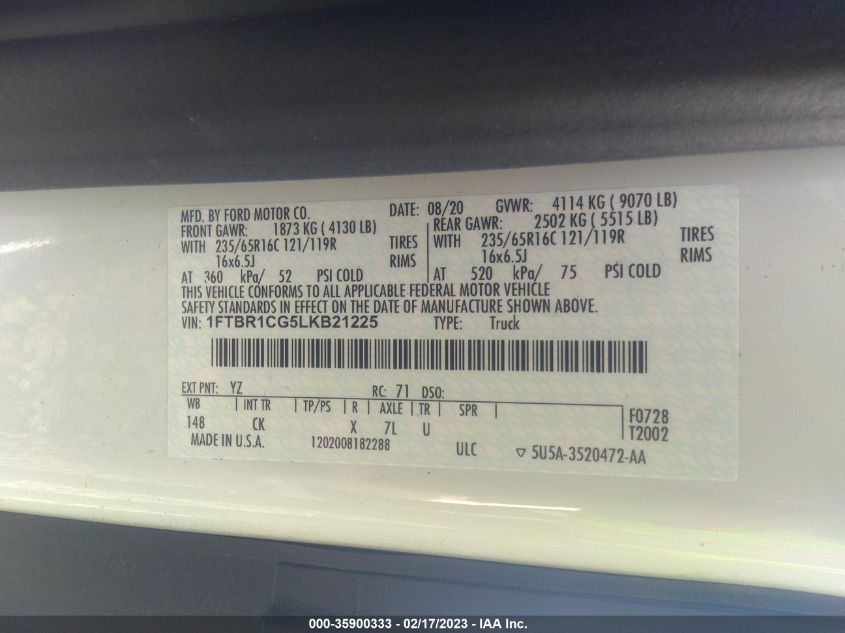 MFD. BY FORD MOTOR CO.
DATE: 08/20 GVWR: 4114 KG ( 9070 LB)
FRONT GAWR: 1873 KG ( 4130 LB)
WITH 235/65R16C 121/119R TIRES
16x6.5J RIMS
AT 360 kPa/ 52 PSI COLD
REAR GAWR: 2502 KG ( 5515 LB)
WITH 235/65R16C 121/119R TIRES
16x6.5J RIMS
AT 520 kPa/ 75 PSI COLD
THIS VEHICLE CONFORMS TO ALL APPLICABLE FEDERAL MOTOR VEHICLE
SAFETY STANDARDS IN EFFECT ON THE DATE OF MANUFACTURE SHOWN ABOVE.
VIN: 1FTBR1CG5LKB21225 TYPE: Truck
EXT PNT: YZ RC: 71 DSO:
WB INT TR TP/PS R AXLE TR SPR
148 CK X 7L U
F0728
T2002
MADE IN U.S.A. 1202008182288 ULC 5U5A-3520472-AA
000-35900333 - 02/17/2023 - IAA Inc.